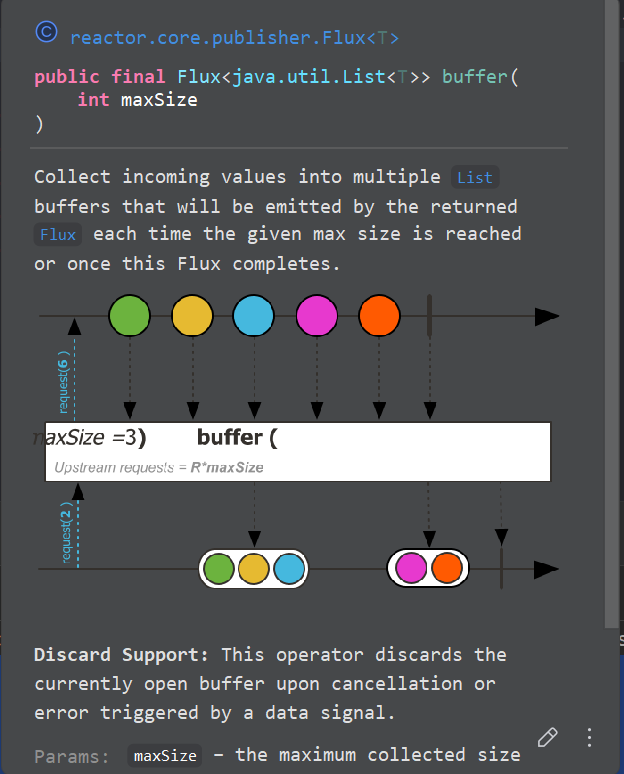 reactor.core.publisher.Flux<T>
public final Flux<java.util.List<T>> buffer(
int maxSize
)
Collect incoming values into multiple List
buffers that will be emitted by the returned
Flux each time the given max size is reached
or once this Flux completes.
request(6 )
maxSize =3) buffer (
Upstream requests = R*maxSize
request(2 )
Discard Support: This operator discards the
currently open buffer upon cancellation or
error triggered by a data signal.
Params: maxSize – the maximum collected size